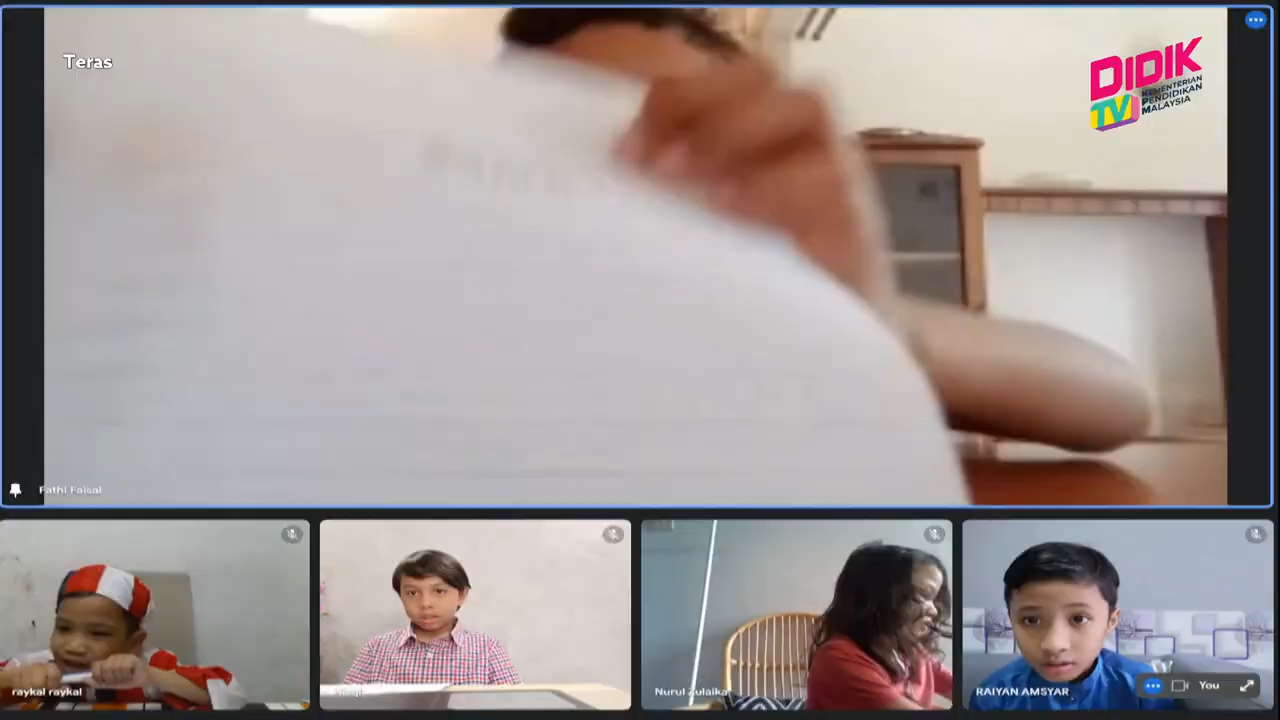 Teras
DIDIK
TV
KEMENTERIAN
PENDIDIKAN
MALAYSIA
Fathi Faisal
raykal raykal
Nurul Zulaika
RAIYAN AMSYAR
You